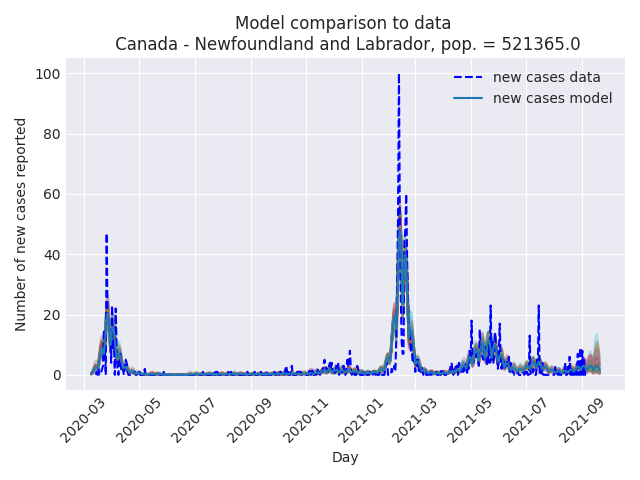 Model comparison to data
Canada - Newfoundland and Labrador, pop. = 521365.0
new cases data
new cases model
Number of new cases reported
100
80
60
40
20
0
2020-03
2020-05
2020-07
2020-09
2020-11
2021-01
2021-03
2021-05
2021-07
2021-09
Day